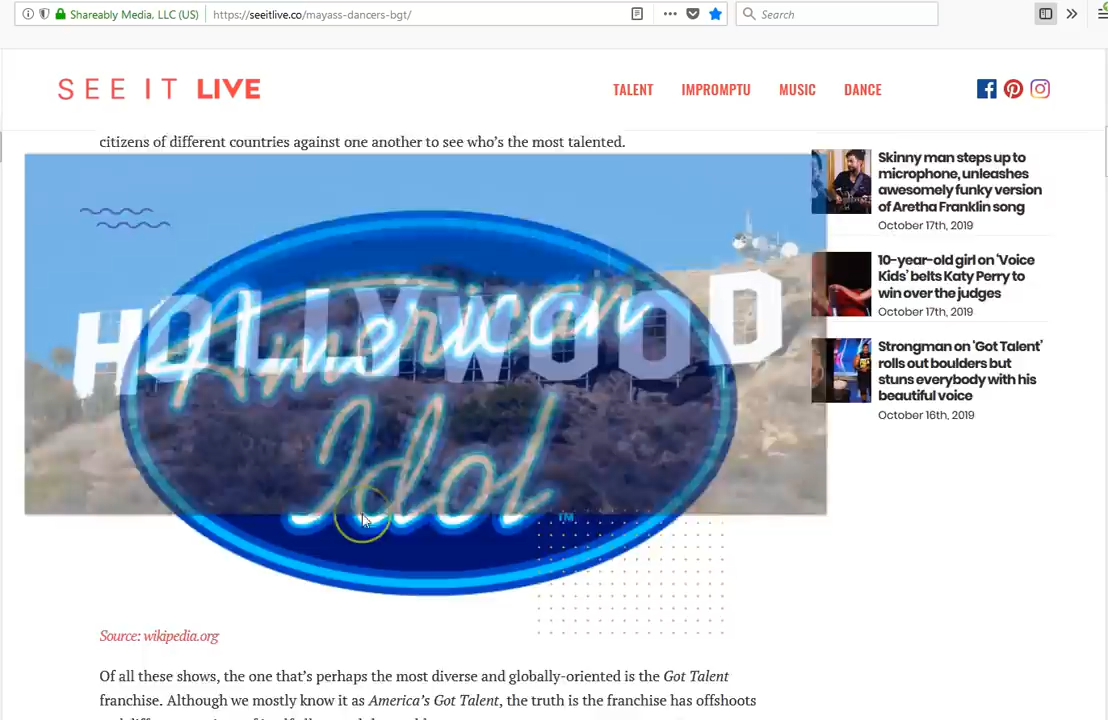 Shareably Media, LLC (US)
https://seeitlive.co/mayass-dancers-bgt/
Search
SEE IT LIVE
TALENT
IMPROMPTU
MUSIC
DANCE
citizens of different countries against one another to see who's the most talented.
HOLLYWOOD
American
Idol
TM
Source: wikipedia.org
Of all these shows, the one that's perhaps the most diverse and globally-oriented is the Got Talent
franchise. Although we mostly know it as America's Got Talent, the truth is the franchise has offshoots
Skinny man steps up to
microphone, unleashes
awesomely funky version
of Aretha Franklin song
October 17th, 2019
10-year-old girl on 'Voice
Kids' belts Katy Perry to
win over the judges
October 17th, 2019
Strongman on 'Got Talent'
rolls out boulders but
stuns everybody with his
beautiful voice
October 16th, 2019